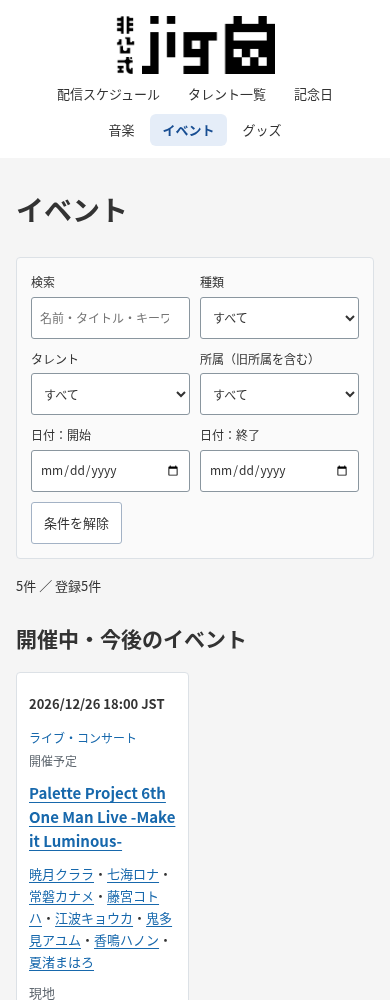 非公式 jig
配信スケジュール タレント一覧 記念日
音楽 イベント グッズ
イベント
検索 種類
名前・タイトル・キーワ すべて
タレント 所属（旧所属を含む）
すべて すべて
日付：開始 日付：終了
mm/dd/yyyy mm/dd/yyyy
条件を解除
5件 ／ 登録5件
開催中・今後のイベント
2026/12/26 18:00 JST
ライブ・コンサート
開催予定
Palette Project 6th
One Man Live -Make
it Luminous-
暁月クララ・七海ロナ・
常磐カナメ・藤宮コト
ハ・江波キョウカ・鬼多
見アユム・香鳴ハノン・
夏渚まほろ
現地